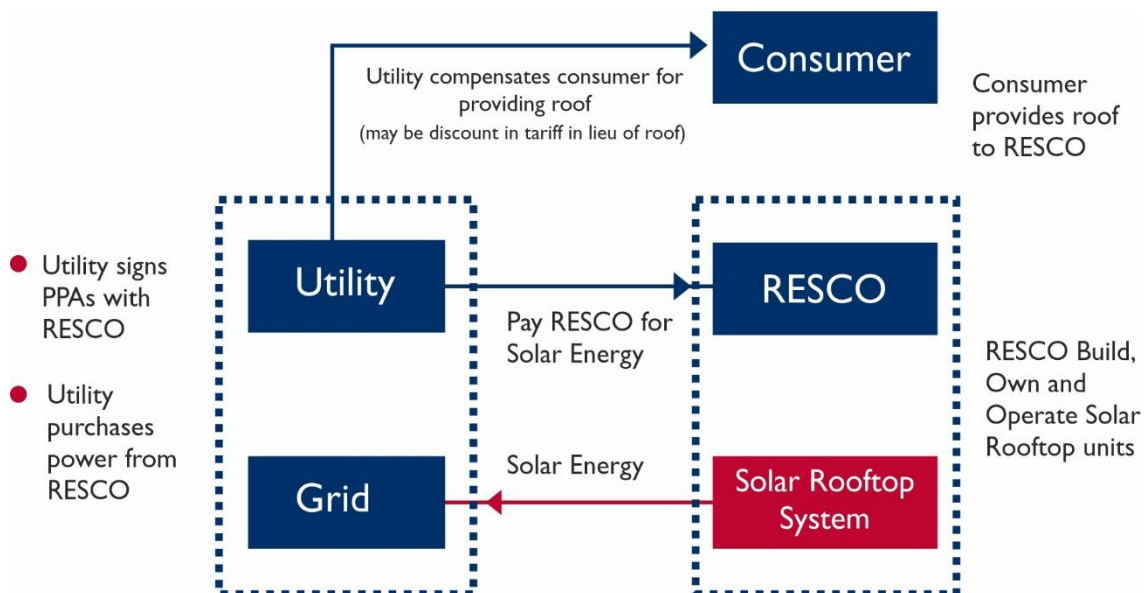 Consumer
Utility compensates consumer for
providing roof
(may be discount in tariff in lieu of roof)
Consumer
provides roof
to RESCO
Utility signs
PPAs with
RESCO
Utility
purchases
power from
RESCO
Utility
Pay RESCO for
Solar Energy
RESCO
RESCO Build,
Own and
Operate Solar
Rooftop units
Grid
Solar Energy
Solar Rooftop
System